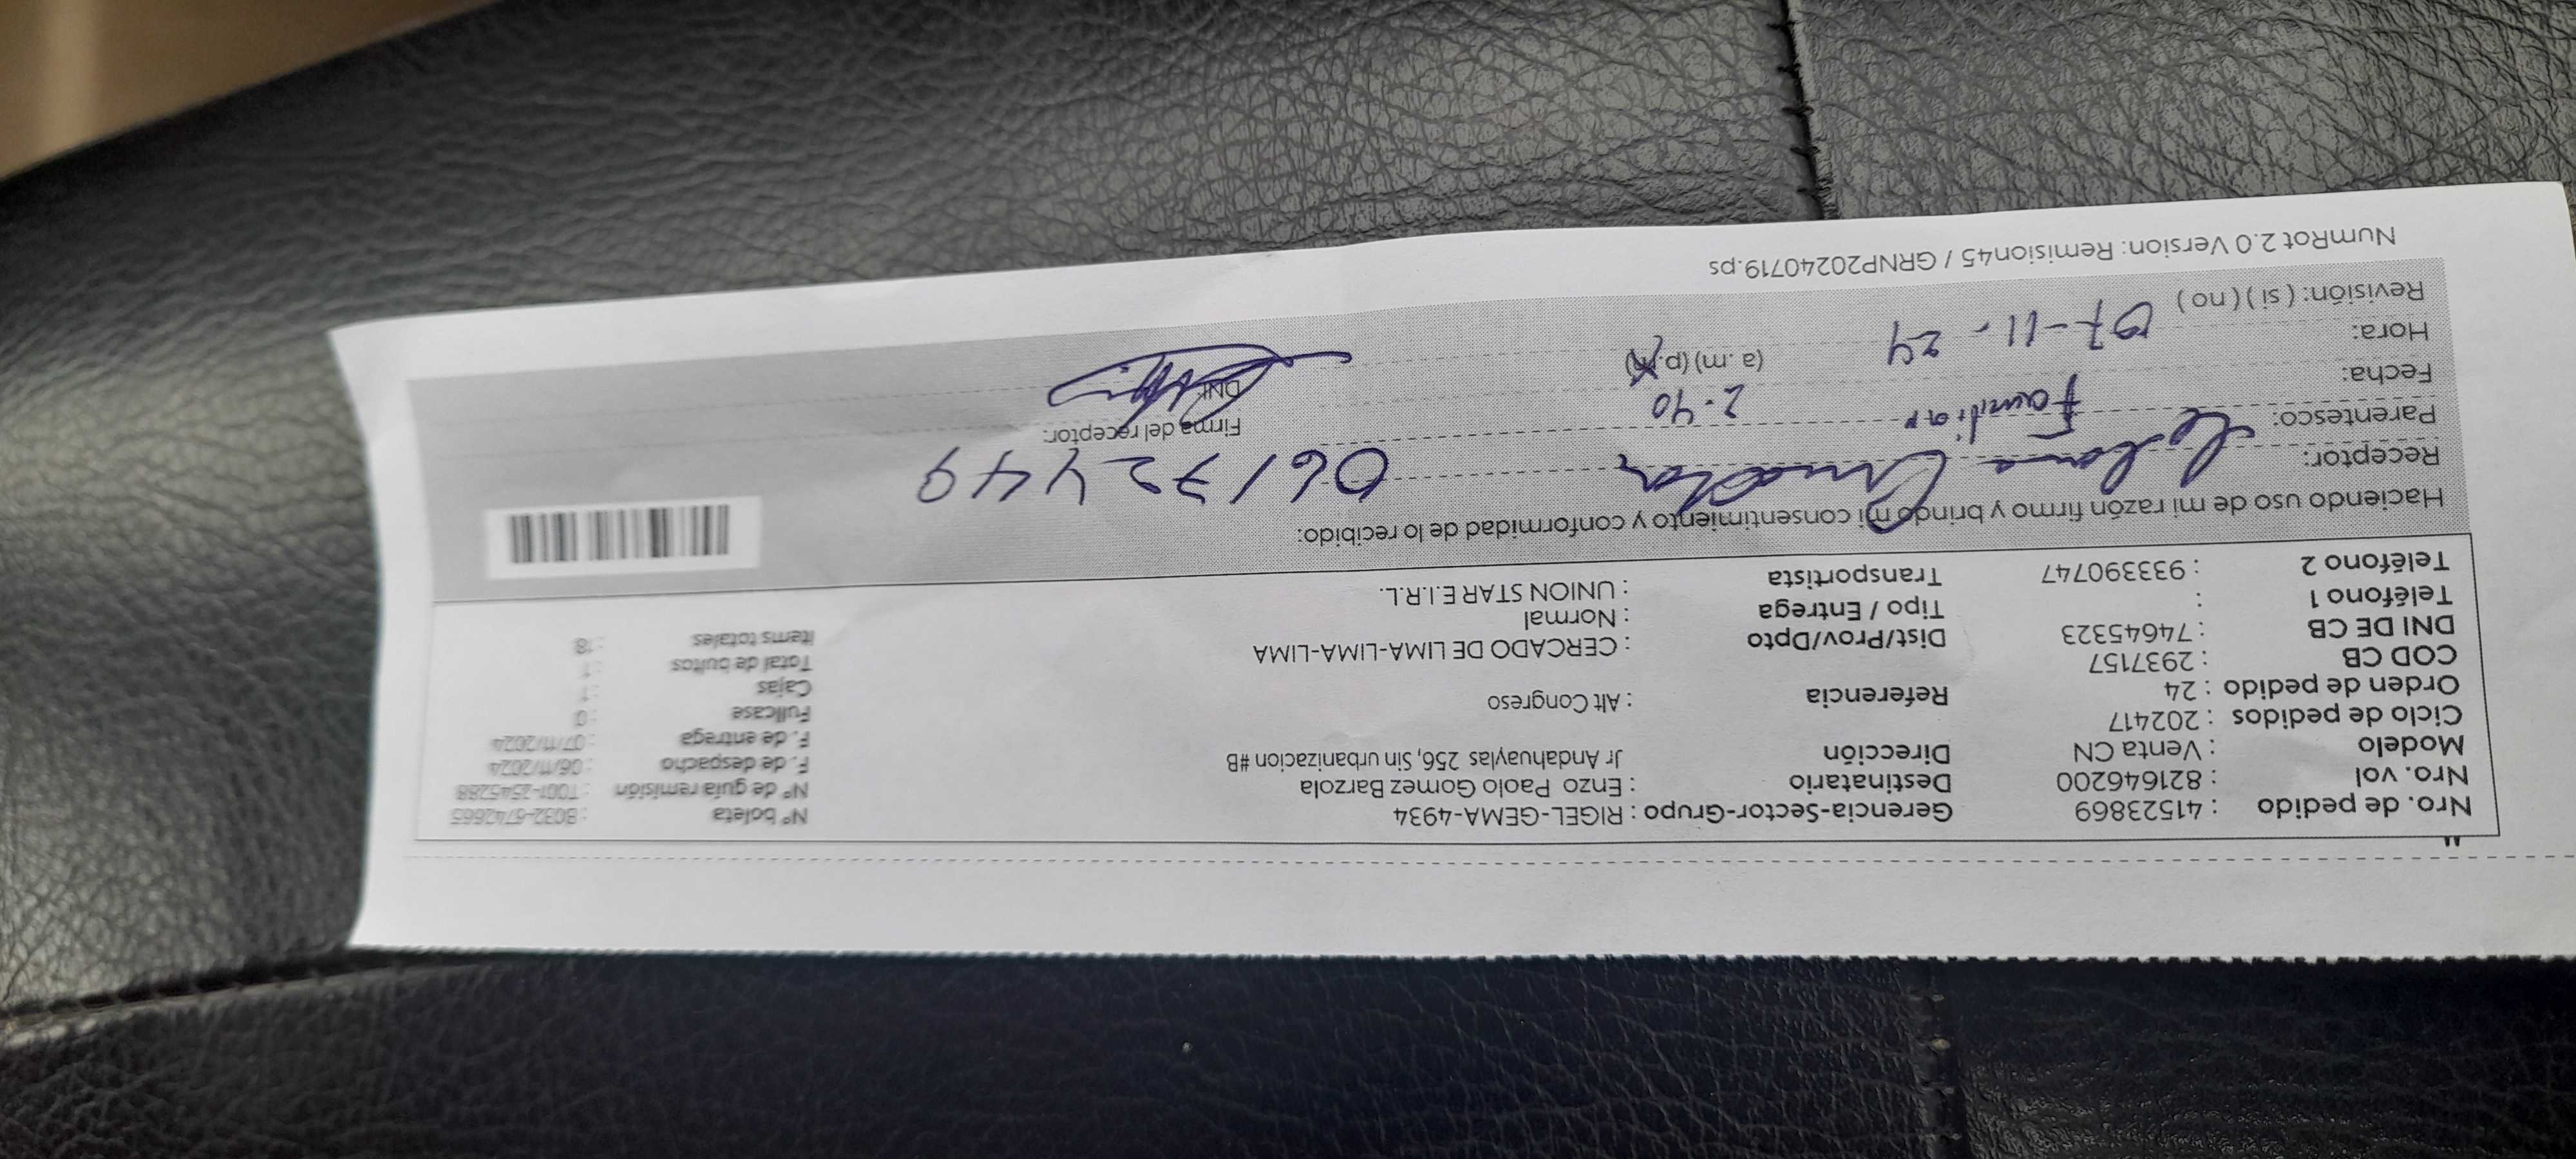 Nro. de pedido : 41523869 Gerencia-Sector-Grupo : RIGEL-GEMA-4934 N° boleta : B032-6742665
Nro. vol : 821646200 Destinatario : Enzo Paolo Gomez Barzola N° de guía remisión : T001-2545288
Modelo : Venta CN Dirección Jr Andahuaylas 256, Sin urbanizacion #B F. de despacho : 06/11/2024
Ciclo de pedidos : 202417 F. de entrega : 07/11/2024
Orden de pedido : 24 Referencia : Alt Congreso Fullcase : 0
COD CB : 2937157 Cajas : 1
DNI DE CB : 74645323 Dist/Prov/Dpto : CERCADO DE LIMA-LIMA-LIMA Total de bultos : 1
Teléfono 1 : Tipo / Entrega : Normal Items totales : 18
Teléfono 2 : 933390747 Transportista : UNION STAR E.I.R.L.
Haciendo uso de mi razón firmo y brindo mi consentimiento y conformidad de lo recibido:
Receptor: 06172449
Parentesco: Familiar Firma del receptor:
Fecha: 2.40 DNI:
Hora: 07-11-24 (a. m) (p.m)
Revisión: ( si ) ( no )
NumRot 2.0 Version: Remision45 / GRNP20240719.ps